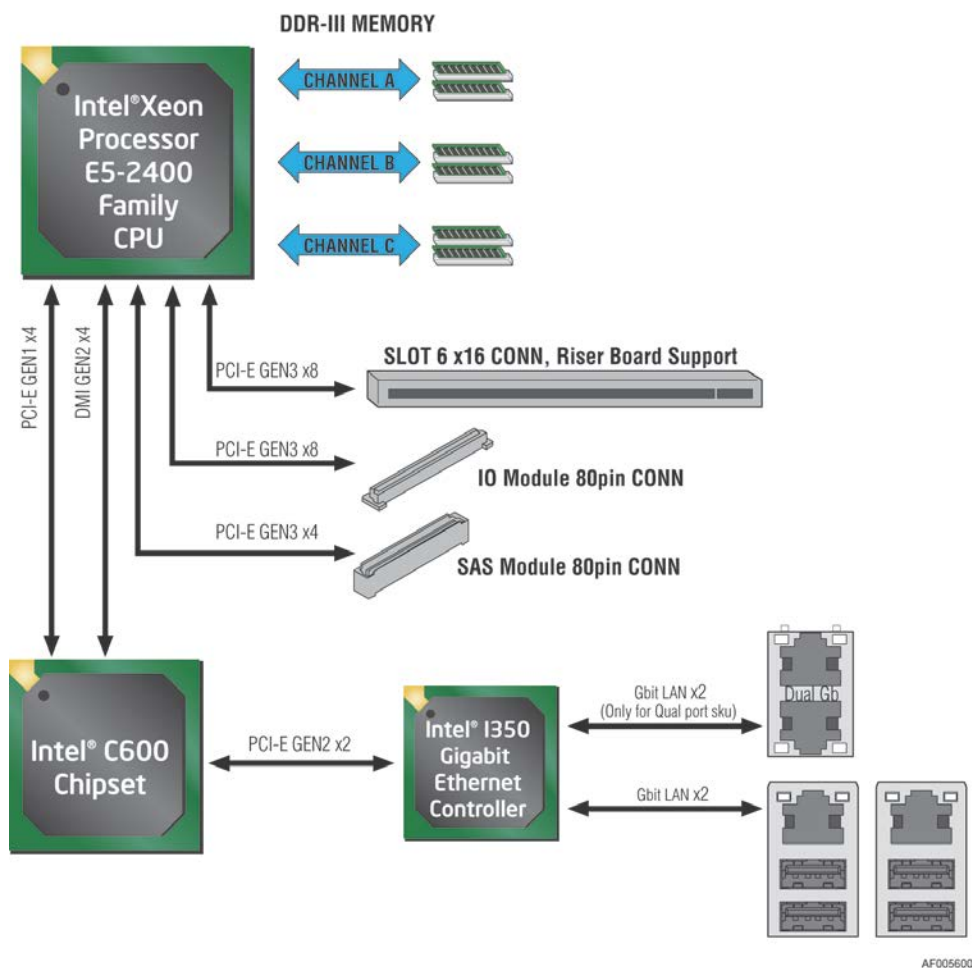 DDR-III MEMORY
Intel®Xeon
Processor
E5-2400
Family
CPU
CHANNEL A
CHANNEL B
CHANNEL C
PCI-E GEN1 x4
DMI GEN2 x4
SLOT 6 x16 CONN, Riser Board Support
PCI-E GEN3 x8
PCI-E GEN3 x8
IO Module 80pin CONN
PCI-E GEN3 x4
SAS Module 80pin CONN
Intel® C600
Chipset
PCI-E GEN2 x2
Intel® I350
Gigabit
Ethernet
Controller
Gbit LAN x2
(Only for Qual port sku)
Dual Gb
Gbit LAN x2
AF005600